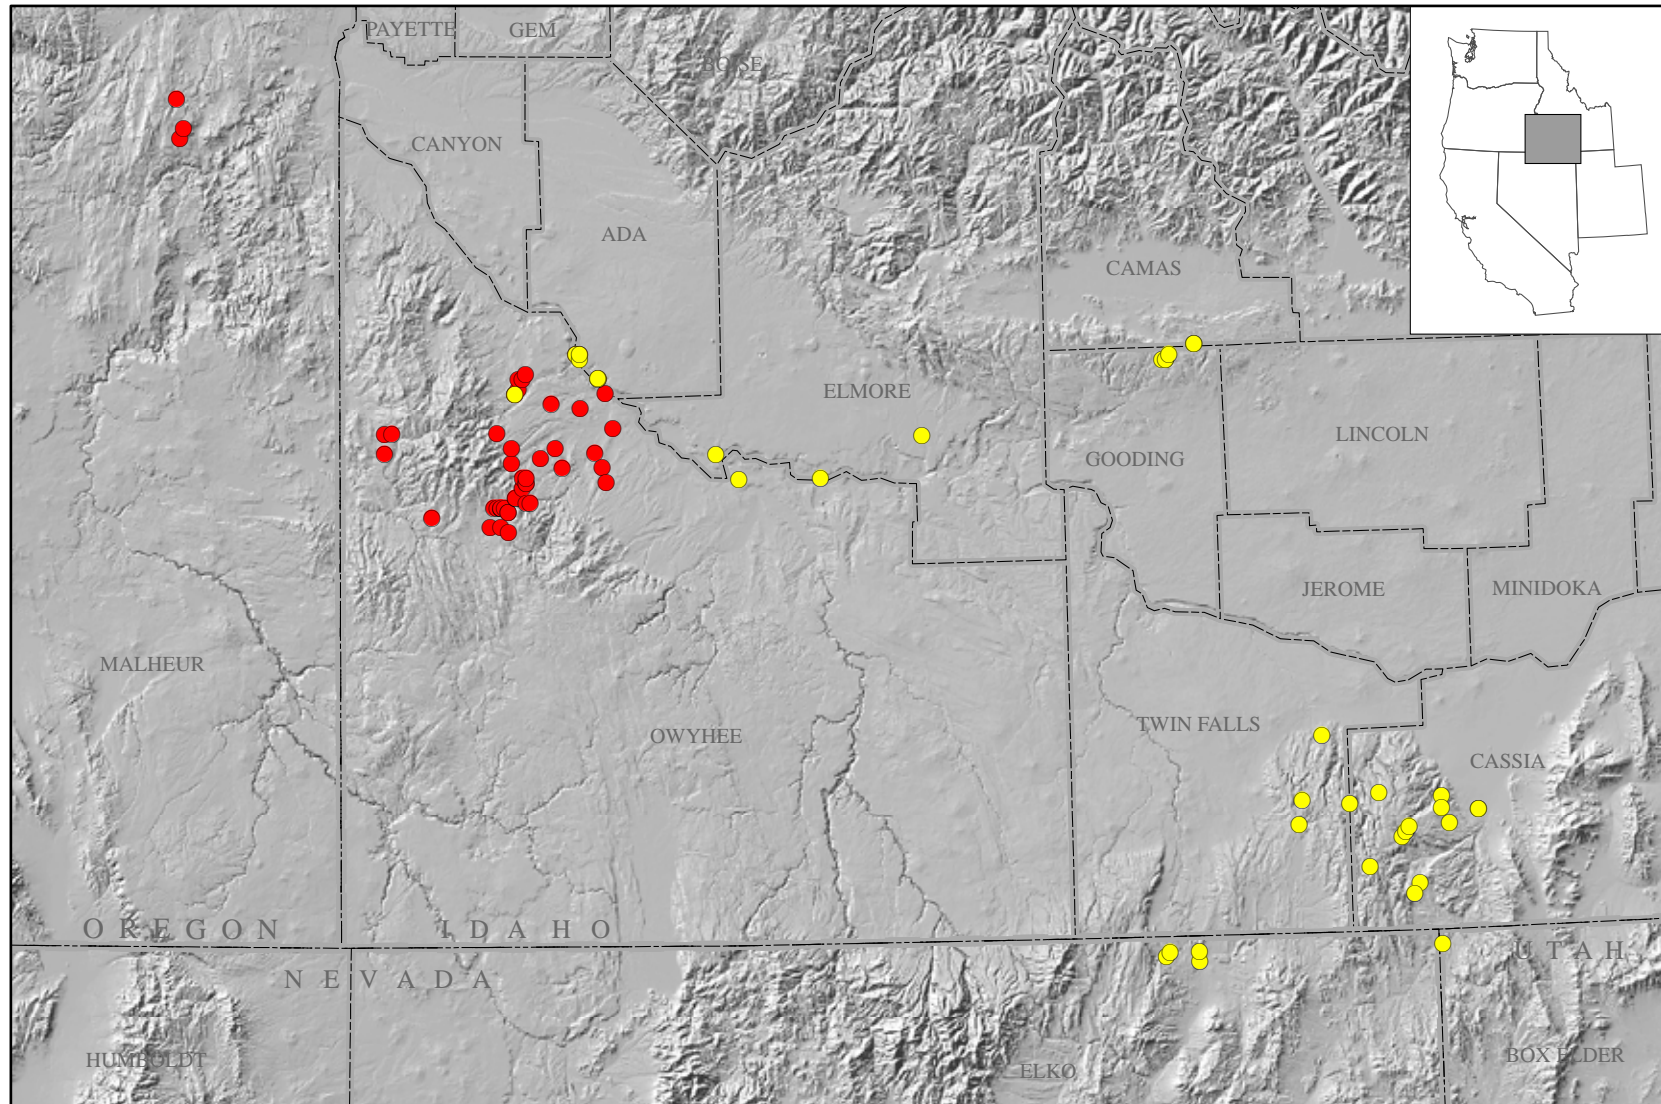 PAYETTE
GEM
BOISE
CANYON
ADA
CAMAS
ELMORE
LINCOLN
GOODING
JEROME
MINIDOKA
MALHEUR
TWIN FALLS
OWYHEE
CASSIA
OREGON
IDAHO
UTAH
NEVADA
HUMBOLDT
ELKO
BOX ELDER